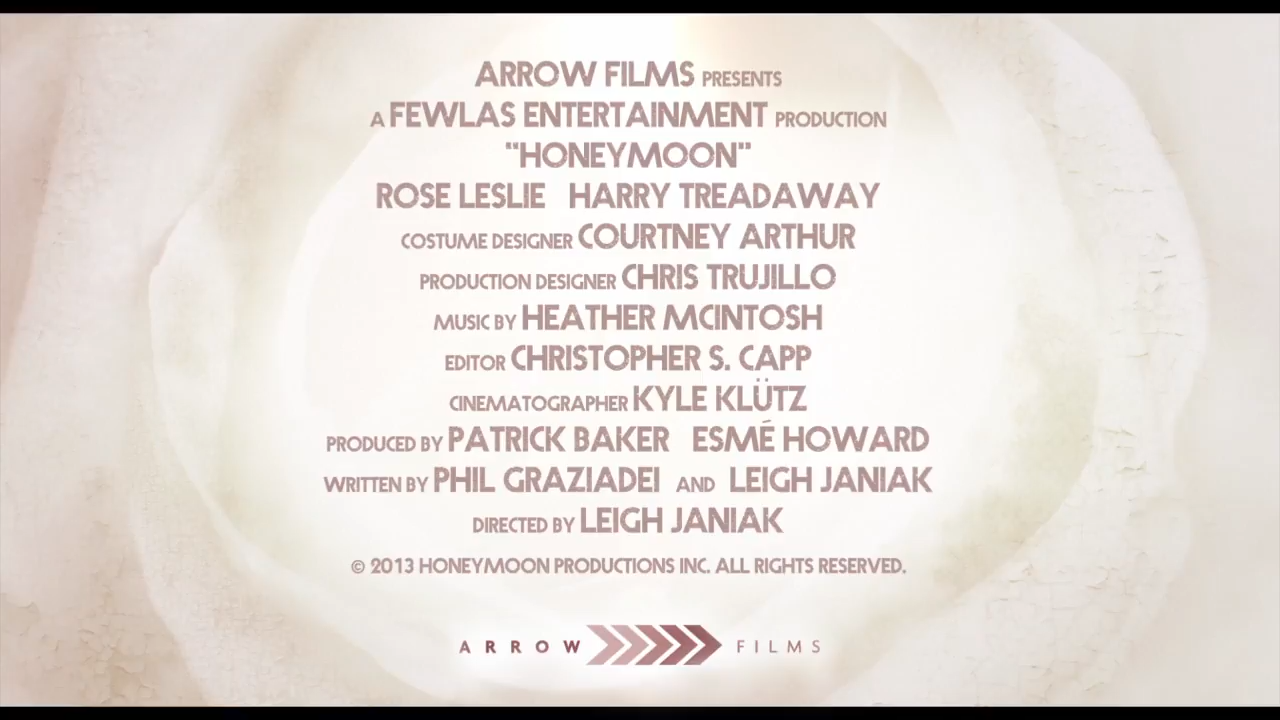 ARROW FILMS PRESENTS
A FEWLAS ENTERTAINMENT PRODUCTION
"HONEYMOON"
ROSE LESLIE HARRY TREADAWAY
COSTUME DESIGNER COURTNEY ARTHUR
PRODUCTION DESIGNER CHRIS TRUJILLO
MUSIC BY HEATHER MCINTOSH
EDITOR CHRISTOPHER S. CAPP
CINEMATOGRAPHER KYLE KLÜTZ
PRODUCED BY PATRICK BAKER ESMÉ HOWARD
WRITTEN BY PHIL GRAZIADEI AND LEIGH JANIAK
DIRECTED BY LEIGH JANIAK
© 2013 HONEYMOON PRODUCTIONS INC. ALL RIGHTS RESERVED.
ARROW FILMS